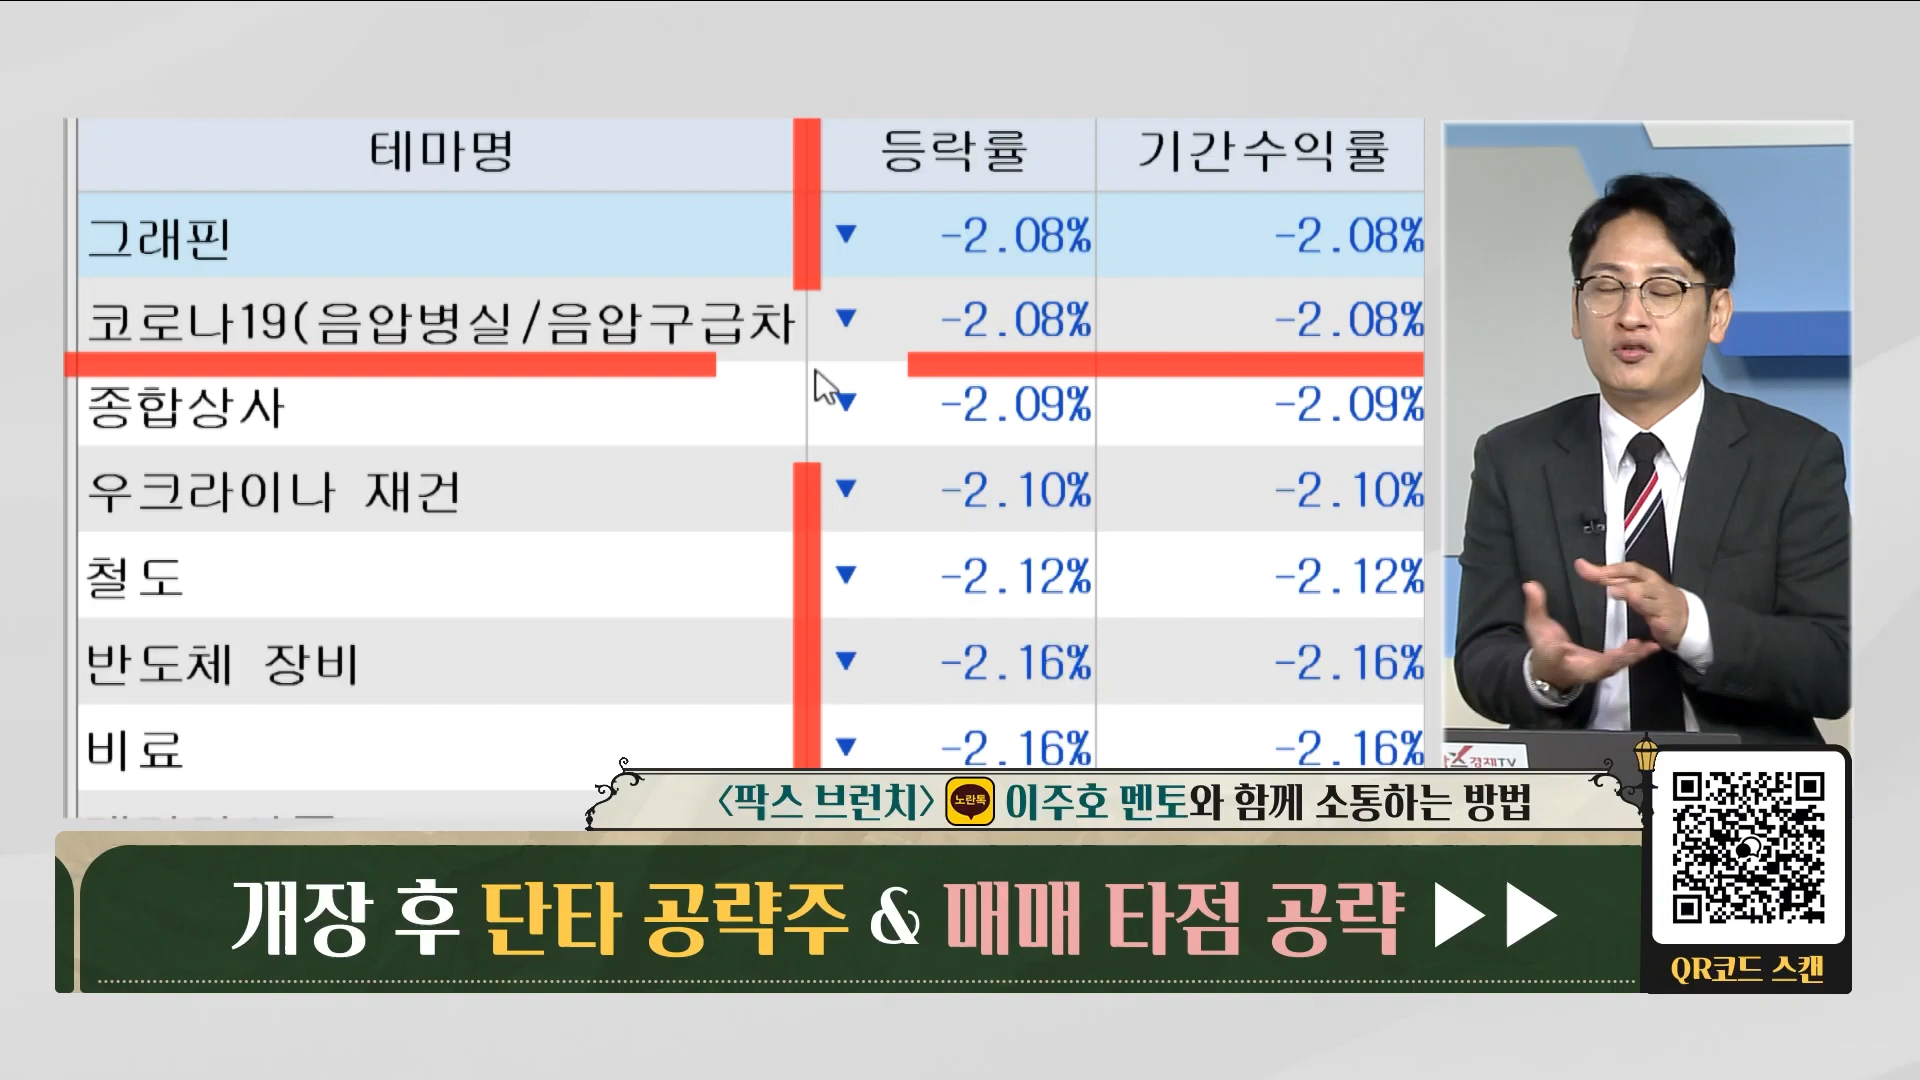 테마명 등락률 기간수익률
그래핀 ▼ -2.08% -2.08%
코로나19(음압병실/음압구급차 ▼ -2.08% -2.08%
종합상사 ▼ -2.09% -2.09%
우크라이나 재건 ▼ -2.10% -2.10%
철도 ▼ -2.12% -2.12%
반도체 장비 ▼ -2.16% -2.16%
비료 ▼ -2.16% -2.16%
경제TV
<팍스 브런치> 노란톡 이주호 멘토와 함께 소통하는 방법
개장 후 단타 공략주 & 매매 타점 공략 ▶▶
QR코드 스캔